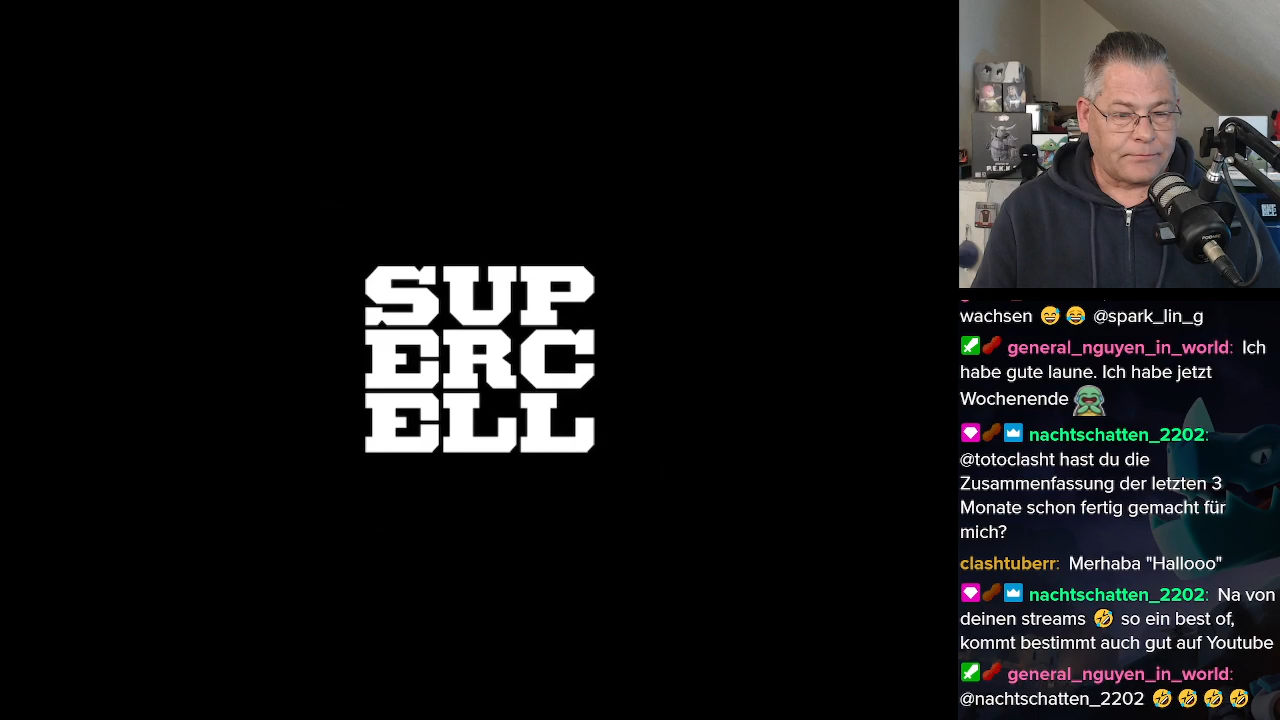 SUP
ERC
ELL
wachsen 😅 😂 @spark_lin_g
general_nguyen_in_world: Ich
habe gute laune. Ich habe jetzt
Wochenende
nachtschatten_2202:
@totoclasht hast du die
Zusammenfassung der letzten 3
Monate schon fertig gemacht für
mich?
clashtuberr: Merhaba "Hallooo"
nachtschatten_2202: Na von
deinen streams 🤣 so ein best of,
kommt bestimmt auch gut auf Youtube
general_nguyen_in_world:
@nachtschatten_2202 🤣 🤣 🤣 🤣